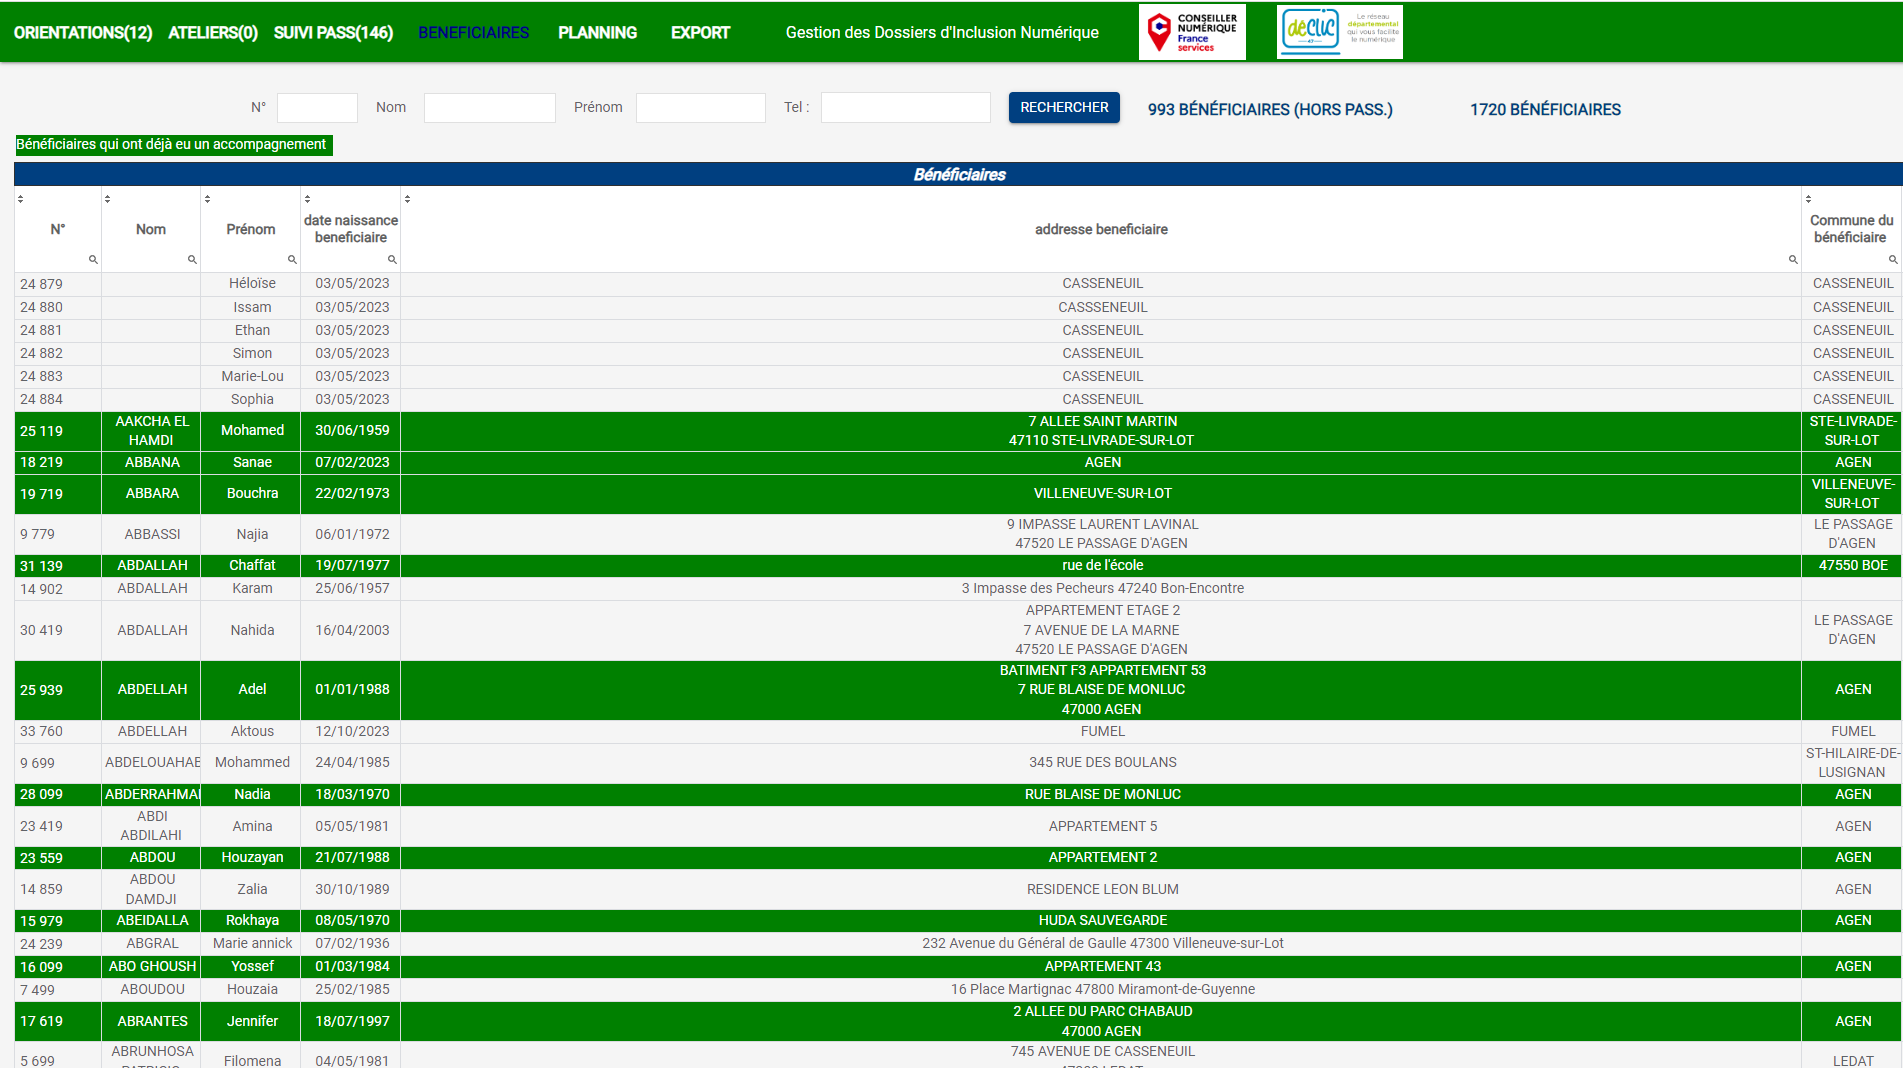 ORIENTATIONS(12) ATELIERS(0) SUIVI PASS(146) BENEFICIAIRES PLANNING EXPORT Gestion des Dossiers d'Inclusion Numérique
CONSEILLER
NUMÉRIQUE
France
services
déclic
47
Le réseau
départemental
qui vous facilite
le numérique
N° Nom Prénom Tel : RECHERCHER 993 BÉNÉFICIAIRES (HORS PASS.) 1720 BÉNÉFICIAIRES
Bénéficiaires qui ont déjà eu un accompagnement
Bénéficiaires
N° Nom Prénom date naissance beneficiaire addresse beneficiaire Commune du bénéficiaire
24 879 Héloïse 03/05/2023 CASSENEUIL CASSENEUIL
24 880 Issam 03/05/2023 CASSSENEUIL CASSENEUIL
24 881 Ethan 03/05/2023 CASSENEUIL CASSENEUIL
24 882 Simon 03/05/2023 CASSENEUIL CASSENEUIL
24 883 Marie-Lou 03/05/2023 CASSENEUIL CASSENEUIL
24 884 Sophia 03/05/2023 CASSENEUIL CASSENEUIL
25 119 AAKCHA EL HAMDI Mohamed 30/06/1959 7 ALLEE SAINT MARTIN 47110 STE-LIVRADE-SUR-LOT STE-LIVRADE-SUR-LOT
18 219 ABBANA Sanae 07/02/2023 AGEN AGEN
19 719 ABBARA Bouchra 22/02/1973 VILLENEUVE-SUR-LOT VILLENEUVE-SUR-LOT
9 779 ABBASSI Najia 06/01/1972 9 IMPASSE LAURENT LAVINAL 47520 LE PASSAGE D'AGEN LE PASSAGE D'AGEN
31 139 ABDALLAH Chaffat 19/07/1977 rue de l'école 47550 BOE
14 902 ABDALLAH Karam 25/06/1957 3 Impasse des Pecheurs 47240 Bon-Encontre
30 419 ABDALLAH Nahida 16/04/2003 APPARTEMENT ETAGE 2 7 AVENUE DE LA MARNE 47520 LE PASSAGE D'AGEN LE PASSAGE D'AGEN
25 939 ABDELLAH Adel 01/01/1988 BATIMENT F3 APPARTEMENT 53 7 RUE BLAISE DE MONLUC 47000 AGEN AGEN
33 760 ABDELLAH Aktous 12/10/2023 FUMEL FUMEL
9 699 ABDELOUAHAB Mohammed 24/04/1985 345 RUE DES BOULANS ST-HILAIRE-DE-LUSIGNAN
28 099 ABDERRAHMA Nadia 18/03/1970 RUE BLAISE DE MONLUC AGEN
23 419 ABDI ABDILAHI Amina 05/05/1981 APPARTEMENT 5 AGEN
23 559 ABDOU Houzayan 21/07/1988 APPARTEMENT 2 AGEN
14 859 ABDOU DAMDJI Zalia 30/10/1989 RESIDENCE LEON BLUM AGEN
15 979 ABEIDALLA Rokhaya 08/05/1970 HUDA SAUVEGARDE AGEN
24 239 ABGRAL Marie annick 07/02/1936 232 Avenue du Général de Gaulle 47300 Villeneuve-sur-Lot
16 099 ABO GHOUSH Yossef 01/03/1984 APPARTEMENT 43 AGEN
7 499 ABOUDOU Houzaia 25/02/1985 16 Place Martignac 47800 Miramont-de-Guyenne
17 619 ABRANTES Jennifer 18/07/1997 2 ALLEE DU PARC CHABAUD 47000 AGEN AGEN
5 699 ABRUNHOSA Filomena 04/05/1981 745 AVENUE DE CASSENEUIL LEDAT